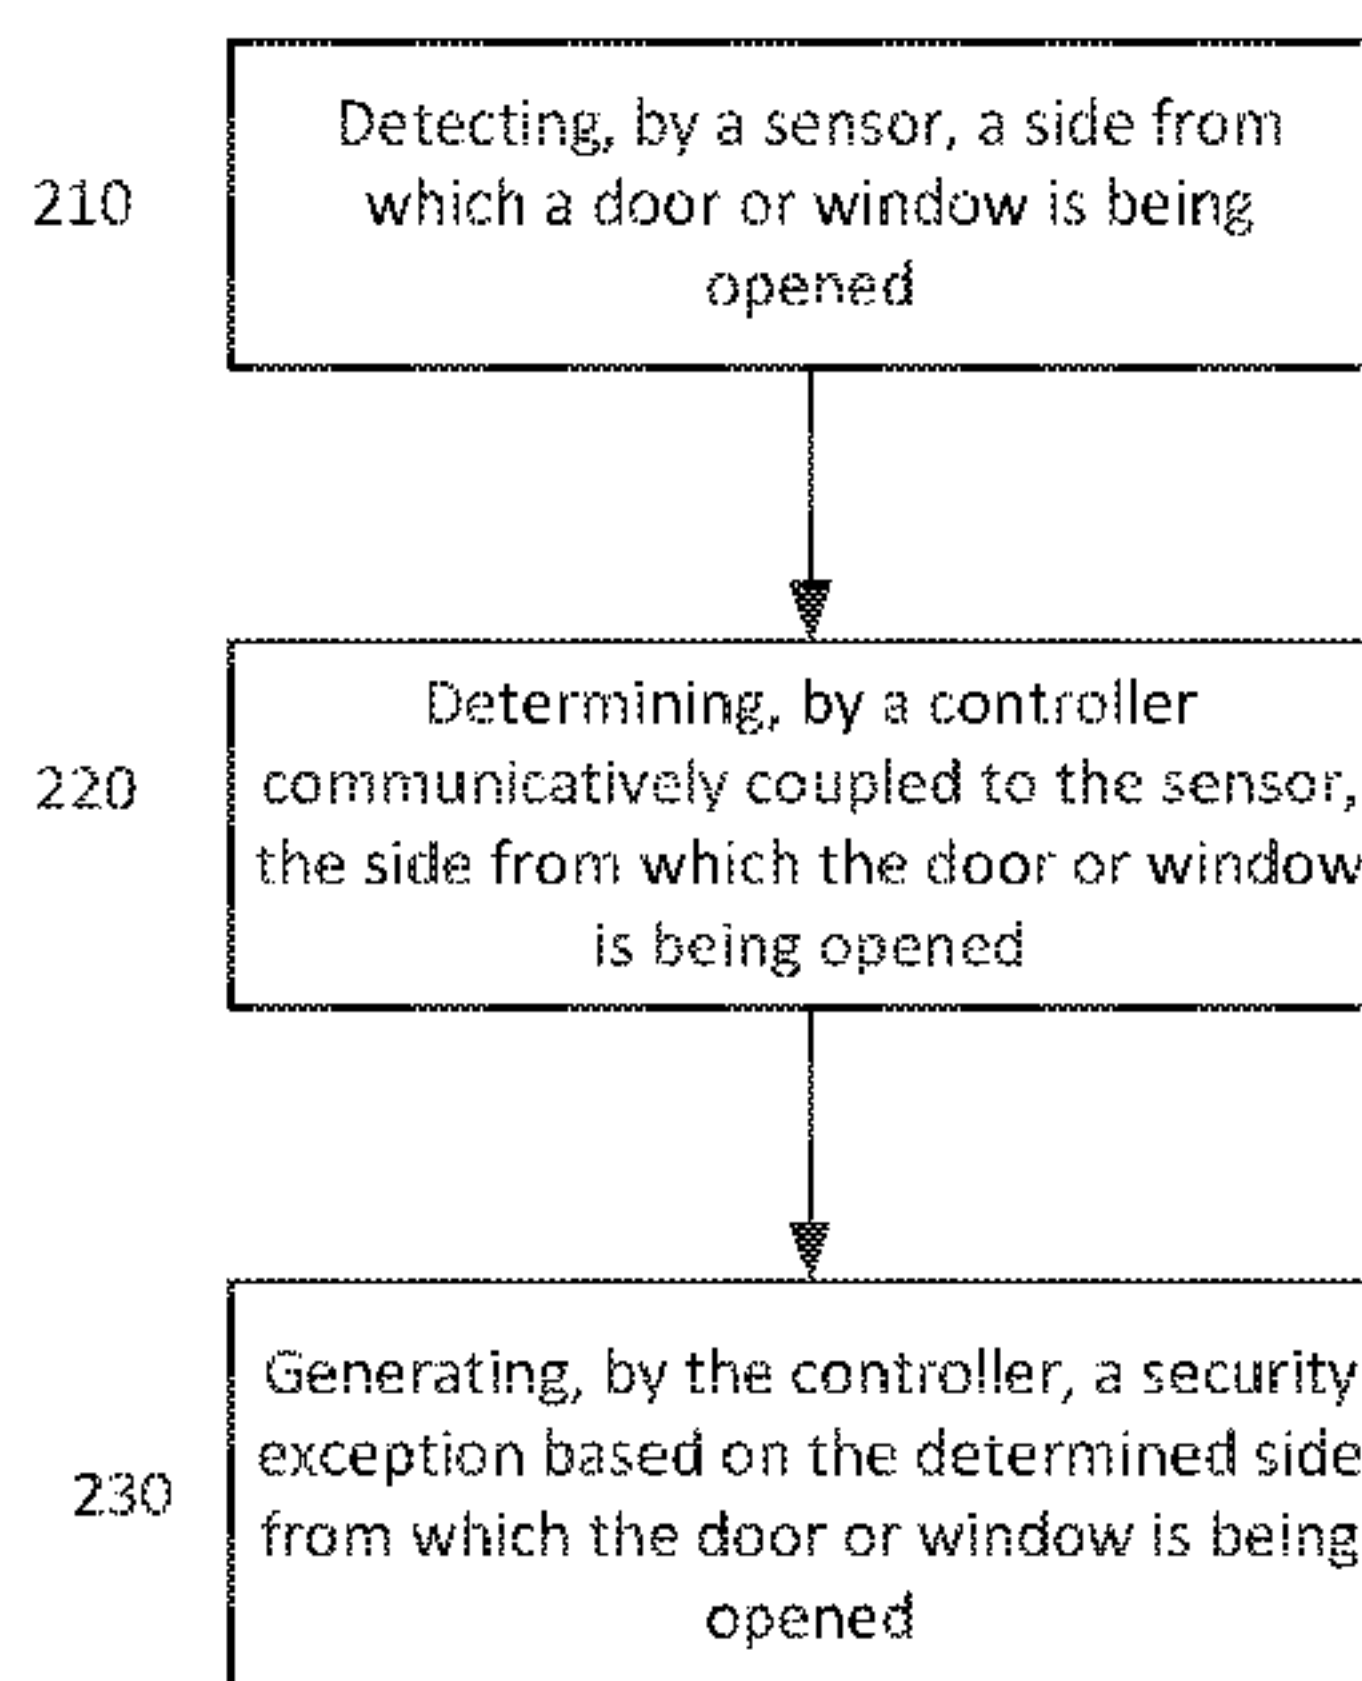 Detecting, by a sensor, a side from
210
which a door or window is being
opened
Determining, by a controller
220
communicatively coupled to the sensor,
the side from which the door or window
is being opened
Generating, by the controller, a security
exception based on the determined side
230
from which the door or window is being
opened